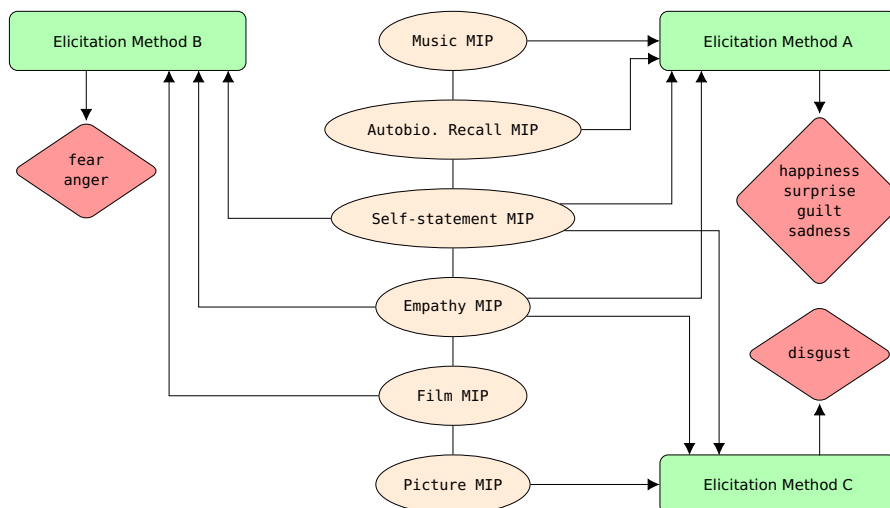 Elicitation Method B
Music MIP
Elicitation Method A
Autobio. Recall MIP
fear
anger
happiness
surprise
guilt
sadness
Self-statement MIP
Empathy MIP
disgust
Film MIP
Picture MIP
Elicitation Method C